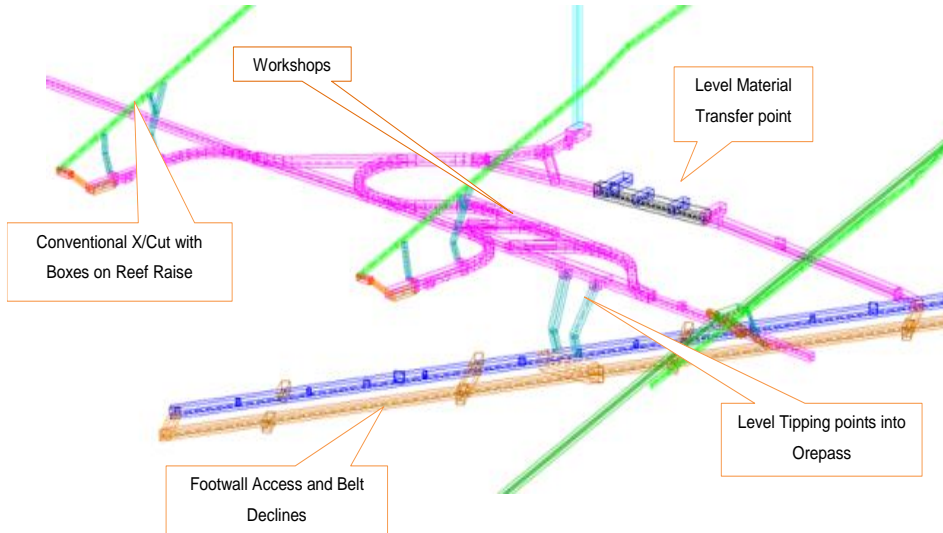 Workshops
Level Material
Transfer point
Conventional X/Cut with
Boxes on Reef Raise
Level Tipping points into
Orepass
Footwall Access and Belt
Declines